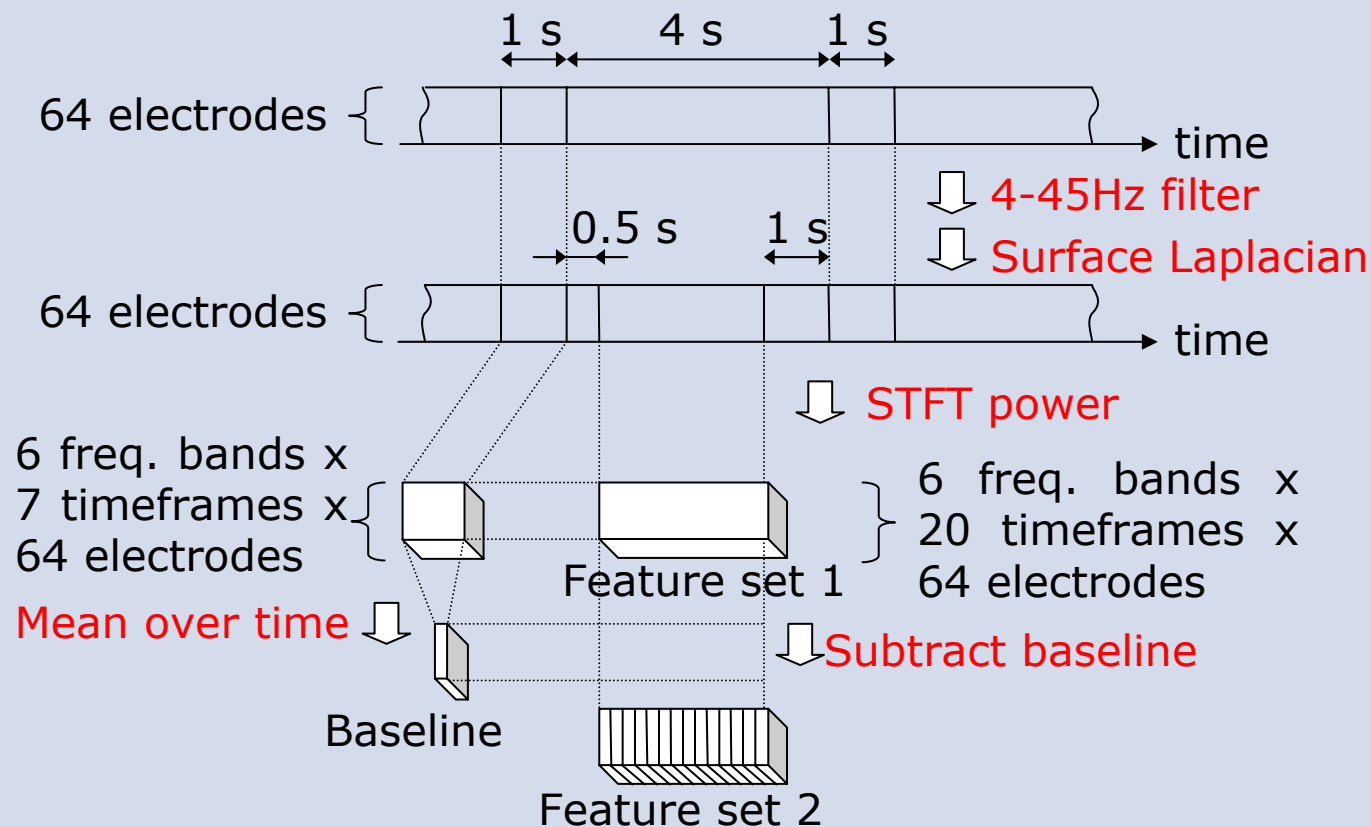 1 s 4 s 1 s
64 electrodes
time
4-45Hz filter
0.5 s 1 s
Surface Laplacian
64 electrodes
time
STFT power
6 freq. bands x
7 timeframes x
64 electrodes
6 freq. bands x
20 timeframes x
64 electrodes
Feature set 1
Mean over time
Subtract baseline
Baseline
Feature set 2